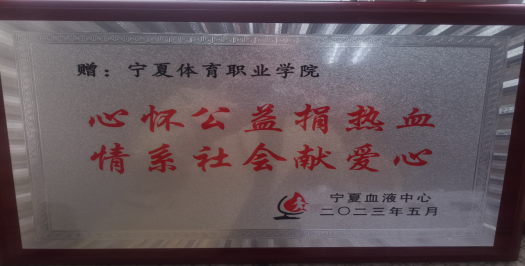 赠：宁夏体育职业学院
心怀公益捐热血
情系社会献爱心
宁夏血液中心
二〇二三年五月